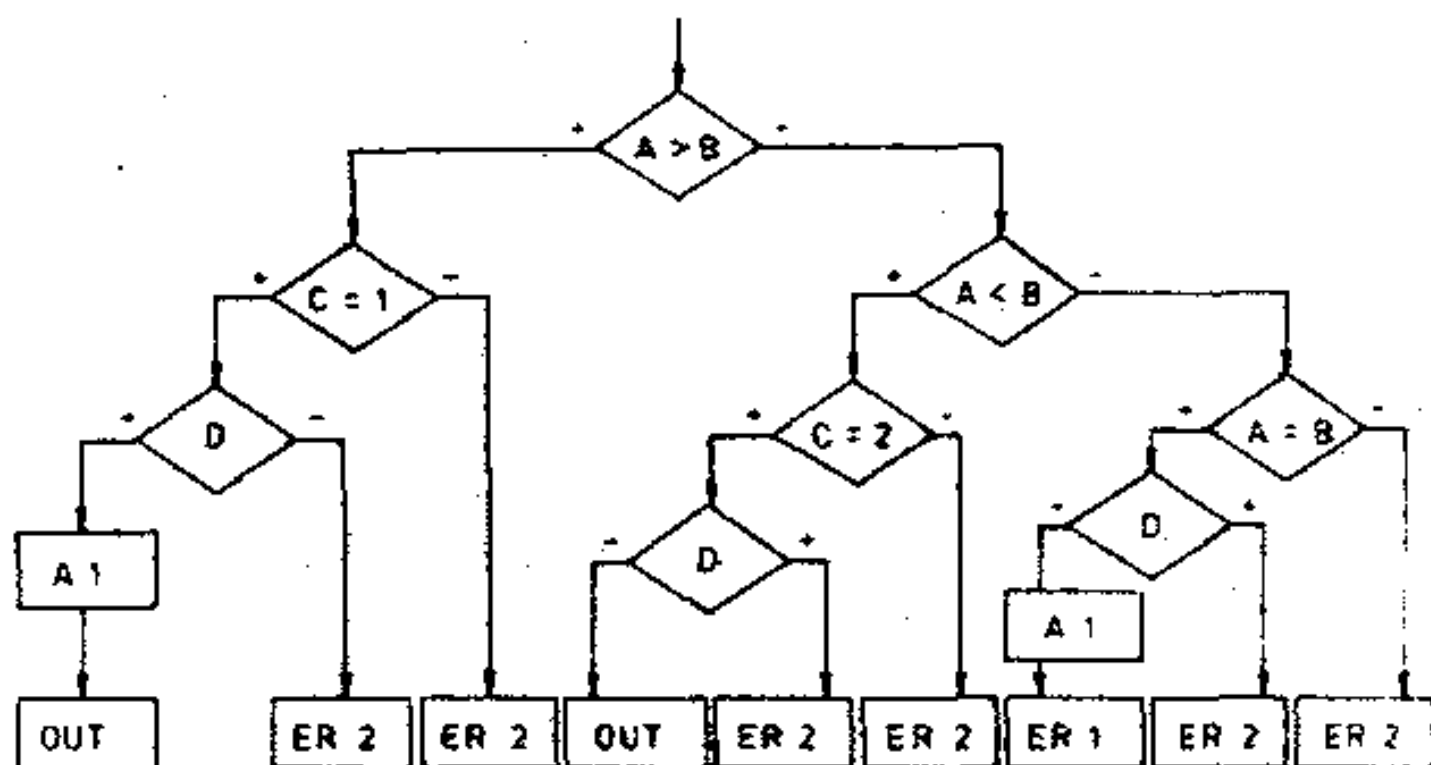 A > B
+ -
C = 1
+ -
A < B
+ -
D
+ -
C = 2
+ -
A = B
+ -
A 1
D
- +
D
- +
A 1
OUT
ER 2
ER 2
OUT
ER 2
ER 2
ER 1
ER 2
ER 2